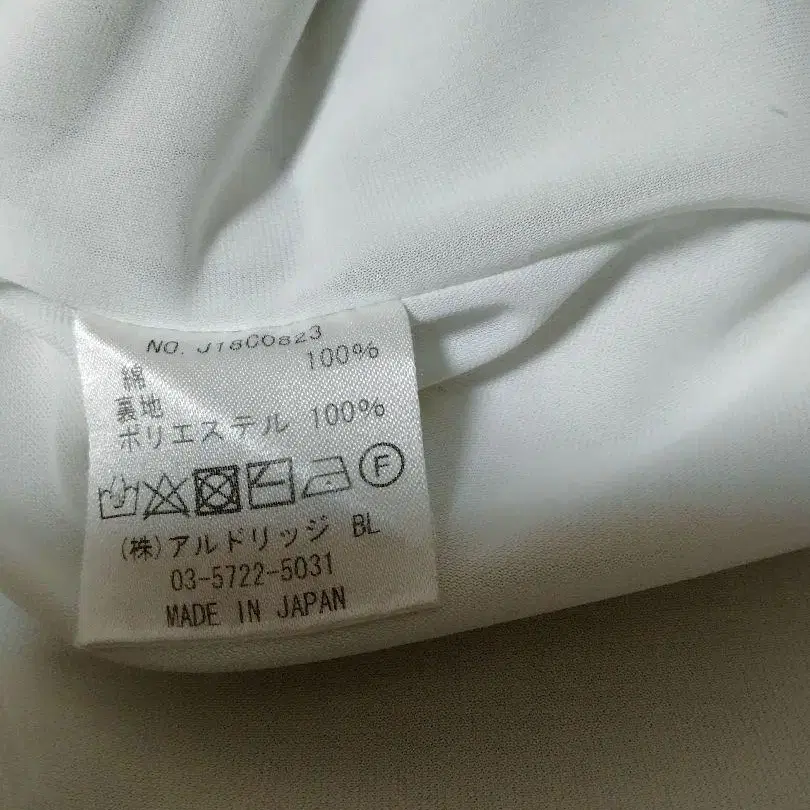 NO. J18C0823
綿 100%
裏地
ポリエステル 100%
F
(株)アルドリッジ BL
03-5722-5031
MADE IN JAPAN